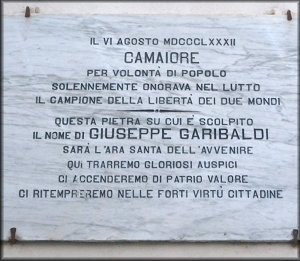 IL VI AGOSTO MDCCCLXXXII
CAMAIORE
PER VOLONTÀ DI POPOLO
SOLENNEMENTE ONORAVA NEL LUTTO
IL CAMPIONE DELLA LIBERTÀ DEI DUE MONDI
QUESTA PIETRA SU CUI È SCOLPITO
IL NOME DI GIUSEPPE GARIBALDI
SARÀ L'ARA SANTA DELL'AVVENIRE
QUI TRARREMO GLORIOSI AUSPICI
CI ACCENDEREMO DI PATRIO VALORE
CI RITEMPREREMO NELLE FORTI VIRTÙ CITTADINE